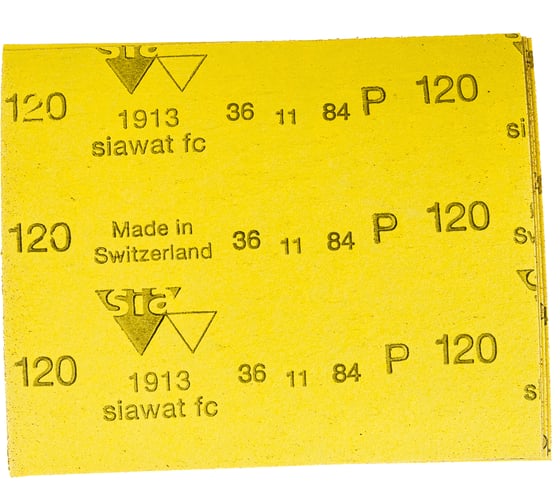 sia
120 1913 36 11 84 P 120
siawat fc si
120 Made in 36 11 84 P 120
Switzerland
sia
120 1913 36 11 84 P 120
siawat fc s